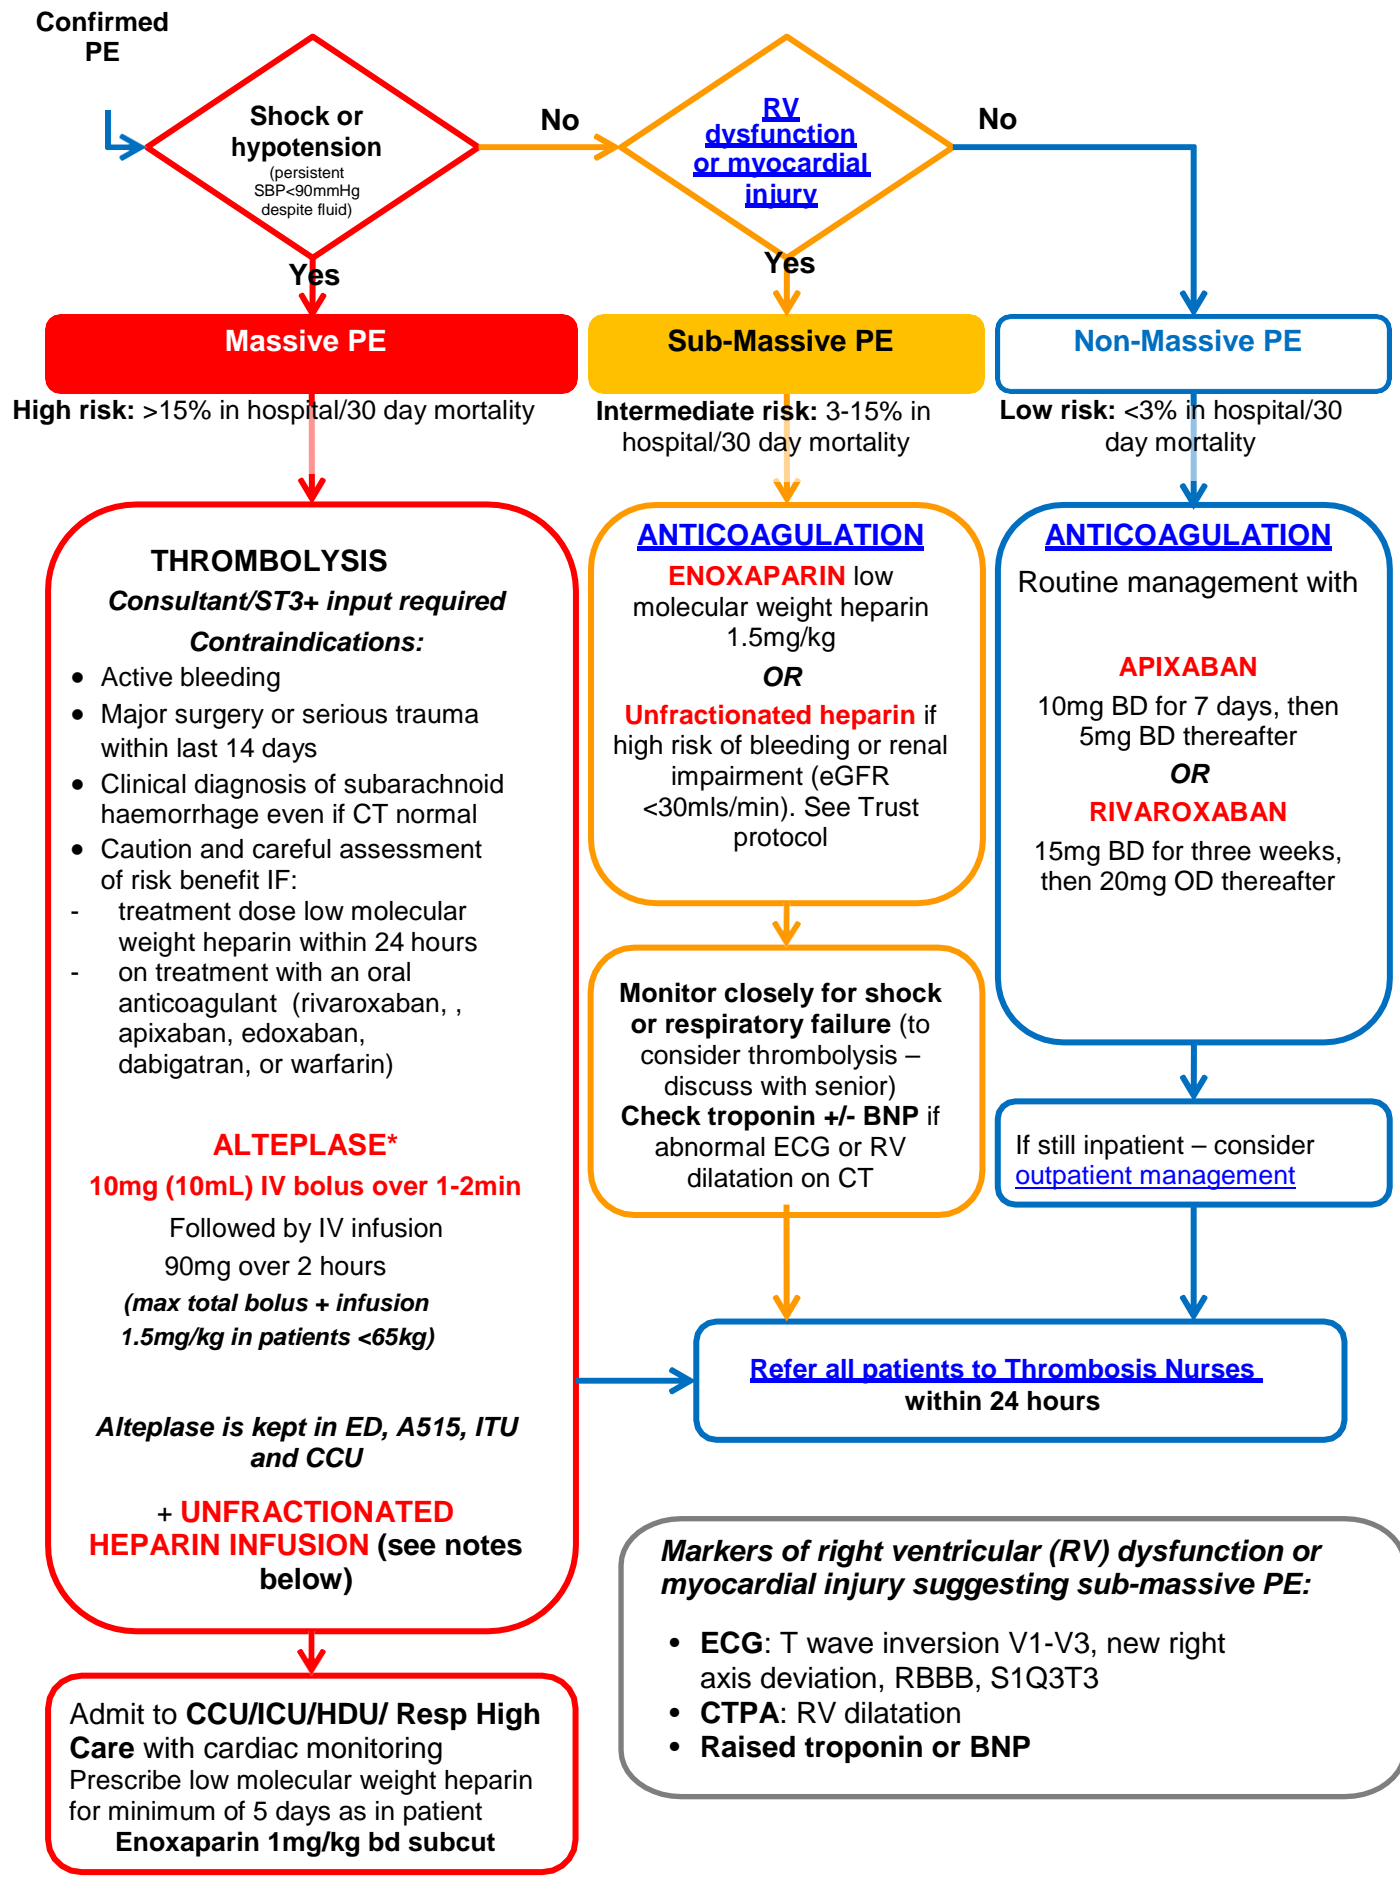 Confirmed
PE
Shock or
hypotension
(persistent
SBP<90mmHg
despite fluid)
No
RV
dysfunction
or myocardial
injury
No
Yes
Yes
Massive PE
Sub-Massive PE
Non-Massive PE
High risk: >15% in hospital/30 day mortality
Intermediate risk: 3-15% in
hospital/30 day mortality
Low risk: <3% in hospital/30
day mortality
THROMBOLYSIS
Consultant/ST3+ input required
Contraindications:
• Active bleeding
• Major surgery or serious trauma
within last 14 days
• Clinical diagnosis of subarachnoid
haemorrhage even if CT normal
• Caution and careful assessment
of risk benefit IF:
- treatment dose low molecular
weight heparin within 24 hours
- on treatment with an oral
anticoagulant (rivaroxaban, ,
apixaban, edoxaban,
dabigatran, or warfarin)
ALTEPLASE*
10mg (10mL) IV bolus over 1-2min
Followed by IV infusion
90mg over 2 hours
(max total bolus + infusion
1.5mg/kg in patients <65kg)
Alteplase is kept in ED, A515, ITU
and CCU
+ UNFRACTIONATED
HEPARIN INFUSION (see notes
below)
Admit to CCU/ICU/HDU/ Resp High
Care with cardiac monitoring
Prescribe low molecular weight heparin
for minimum of 5 days as in patient
Enoxaparin 1mg/kg bd subcut
ANTICOAGULATION
ENOXAPARIN low
molecular weight heparin
1.5mg/kg
OR
Unfractionated heparin if
high risk of bleeding or renal
impairment (eGFR
<30mls/min). See Trust
protocol
Monitor closely for shock
or respiratory failure (to
consider thrombolysis –
discuss with senior)
Check troponin +/- BNP if
abnormal ECG or RV
dilatation on CT
ANTICOAGULATION
Routine management with
APIXABAN
10mg BD for 7 days, then
5mg BD thereafter
OR
RIVAROXABAN
15mg BD for three weeks,
then 20mg OD thereafter
If still inpatient – consider
outpatient management
Refer all patients to Thrombosis Nurses
within 24 hours
Markers of right ventricular (RV) dysfunction or
myocardial injury suggesting sub-massive PE:
• ECG: T wave inversion V1-V3, new right
axis deviation, RBBB, S1Q3T3
• CTPA: RV dilatation
• Raised troponin or BNP